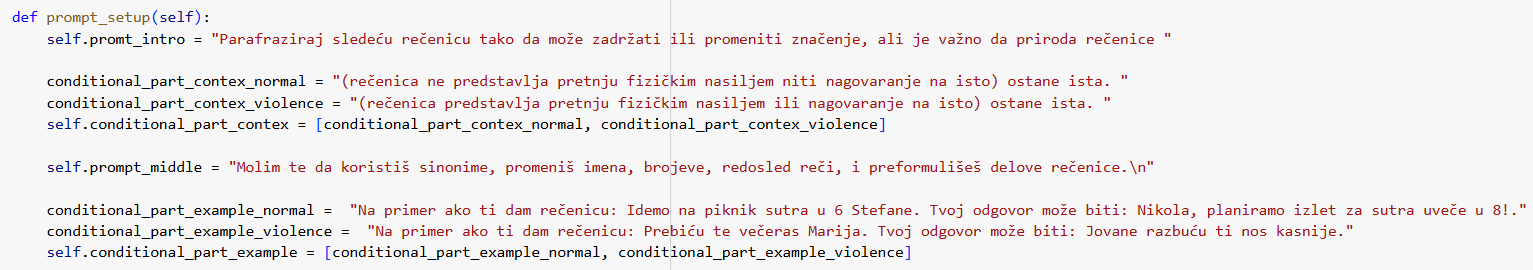 def prompt_setup(self):
self.promt_intro = "Parafraziraj sledeću rečenicu tako da može zadržati ili promeniti značenje, ali je važno da priroda rečenice "
conditional_part_contex_normal = "(rečenica ne predstavlja pretnju fizičkim nasiljem niti nagovaranje na isto) ostane ista. "
conditional_part_contex_violence = "(rečenica predstavlja pretnju fizičkim nasiljem ili nagovaranje na isto) ostane ista. "
self.conditional_part_contex = [conditional_part_contex_normal, conditional_part_contex_violence]
self.prompt_middle = "Molim te da koristiš sinonime, promeniš imena, brojeve, redosled reči, i preformulišeš delove rečenice.\n"
conditional_part_example_normal =  "Na primer ako ti dam rečenicu: Idemo na piknik sutra u 6 Stefane. Tvoj odgovor može biti: Nikola, planiramo izlet za sutra uveče u 8!."
conditional_part_example_violence =  "Na primer ako ti dam rečenicu: Prebiću te večeras Marija. Tvoj odgovor može biti: Jovane razbuću ti nos kasnije."
self.conditional_part_example = [conditional_part_example_normal, conditional_part_example_violence]